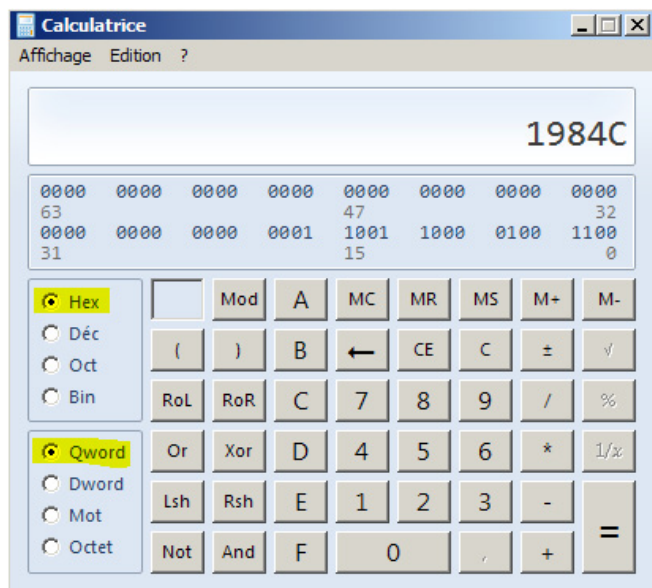 Calculatrice
Affichage Edition ?
1984C
0000 0000 0000 0000 0000 0000 0000 0000
63 47 32
0000 0000 0000 0001 1001 1000 0100 1100
31 15 0
Hex Mod A MC MR MS M+ M-
Déc ( ) B ← CE C ± √
Oct
Bin RoL RoR C 7 8 9 / %
Qword Or Xor D 4 5 6 * 1/x
Dword Lsh Rsh E 1 2 3 - =
Mot
Octet Not And F 0 , +